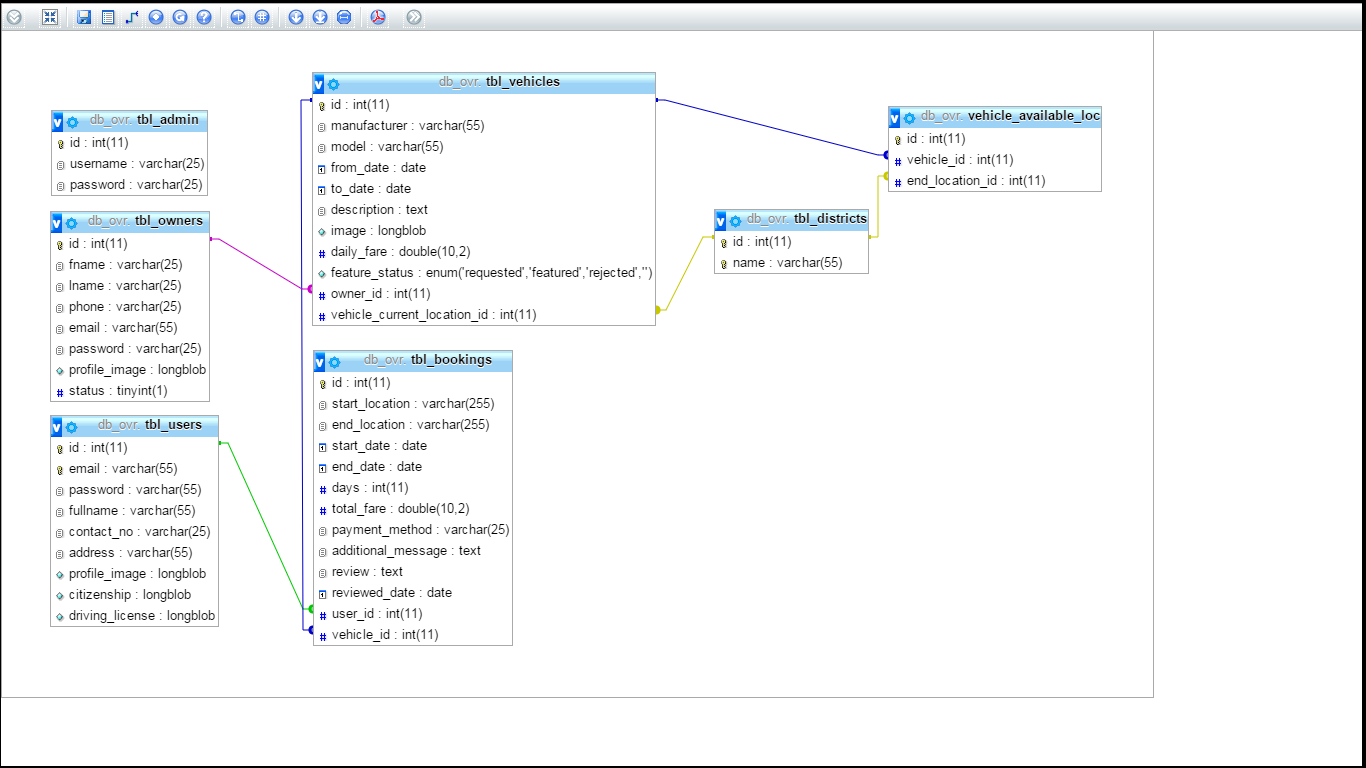 db_ovr. tbl_admin
id : int(11)
username : varchar(25)
password : varchar(25)
db_ovr. tbl_owners
id : int(11)
fname : varchar(25)
lname : varchar(25)
phone : varchar(25)
email : varchar(55)
password : varchar(25)
profile_image : longblob
status : tinyint(1)
db_ovr. tbl_users
id : int(11)
email : varchar(55)
password : varchar(55)
fullname : varchar(55)
contact_no : varchar(25)
address : varchar(55)
profile_image : longblob
citizenship : longblob
driving_license : longblob
db_ovr. tbl_vehicles
id : int(11)
manufacturer : varchar(55)
model : varchar(55)
from_date : date
to_date : date
description : text
image : longblob
daily_fare : double(10,2)
feature_status : enum('requested','featured','rejected','')
owner_id : int(11)
vehicle_current_location_id : int(11)
db_ovr. tbl_bookings
id : int(11)
start_location : varchar(255)
end_location : varchar(255)
start_date : date
end_date : date
days : int(11)
total_fare : double(10,2)
payment_method : varchar(25)
additional_message : text
review : text
reviewed_date : date
user_id : int(11)
vehicle_id : int(11)
db_ovr. tbl_districts
id : int(11)
name : varchar(55)
db_ovr. vehicle_available_loc
id : int(11)
vehicle_id : int(11)
end_location_id : int(11)